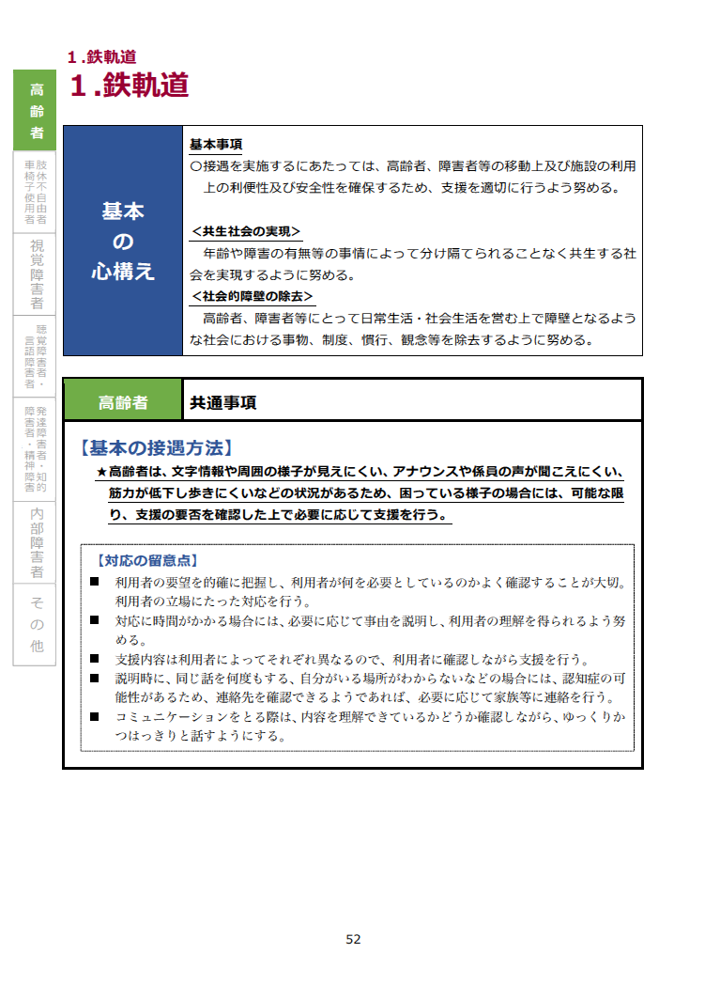 １.鉄軌道
１.鉄軌道
高齢者
肢体不自由者
車椅子使用者
視覚障害者
聴覚障害者・
言語障害者
発達障害者・知的
障害者・精神障害
内部障害者
その他
基本
の
心構え
基本事項
〇接遇を実施するにあたっては、高齢者、障害者等の移動上及び施設の利用
上の利便性及び安全性を確保するため、支援を適切に行うよう努める。
＜共生社会の実現＞
年齢や障害の有無等の事情によって分け隔てられることなく共生する社
会を実現するように努める。
＜社会的障壁の除去＞
高齢者、障害者等にとって日常生活・社会生活を営む上で障壁となるよう
な社会における事物、制度、慣行、観念等を除去するように努める。
高齢者
共通事項
【基本の接遇方法】
★高齢者は、文字情報や周囲の様子が見えにくい、アナウンスや係員の声が聞こえにくい、
筋力が低下し歩きにくいなどの状況があるため、困っている様子の場合には、可能な限
り、支援の要否を確認した上で必要に応じて支援を行う。
【対応の留意点】
■ 利用者の要望を的確に把握し、利用者が何を必要としているのかよく確認することが大切。
利用者の立場にたった対応を行う。
■ 対応に時間がかかる場合には、必要に応じて事由を説明し、利用者の理解を得られるよう努
める。
■ 支援内容は利用者によってそれぞれ異なるので、利用者に確認しながら支援を行う。
■ 説明時に、同じ話を何度もする、自分がいる場所がわからないなどの場合には、認知症の可
能性があるため、連絡先を確認できるようであれば、必要に応じて家族等に連絡を行う。
■ コミュニケーションをとる際は、内容を理解できているかどうか確認しながら、ゆっくりか
つはっきりと話すようにする。
52